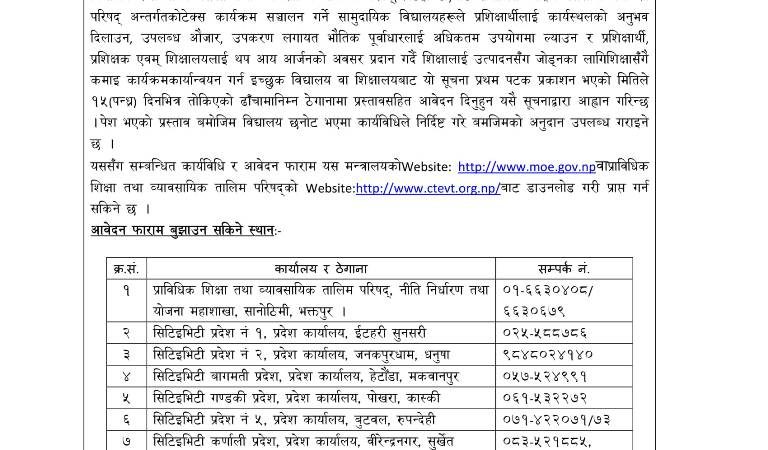 परिषद् अन्तर्गतकोटेक्स कार्यक्रम सञ्चालन गर्ने सामुदायिक विद्यालयहरूले प्रशिक्षार्थीलाई कार्यस्थलको अनुभव
दिलाउन, उपलब्ध औजार, उपकरण लगायत भौतिक पूर्वाधारलाई अधिकतम उपयोगमा ल्याउन र प्रशिक्षार्थी,
प्रशिक्षक एवम् शिक्षालयलाई थप आय आर्जनको अवसर प्रदान गर्दै शिक्षालाई उत्पादनसँग जोड्नका लागिशिक्षासँगै
कमाइ कार्यक्रमकार्यान्वयन गर्न इच्छुक विद्यालय वा शिक्षालयबाट यो सूचना प्रथम पटक प्रकाशन भएको मितिले
१५(पन्ध्र) दिनभित्र तोकिएको ढाँचामानिम्न ठेगानामा प्रस्तावसहित आवेदन दिनुहुन यसै सूचनाद्वारा आह्वान गरिन्छ
।पेश भएको प्रस्ताव बमोजिम विद्यालय छनोट भएमा कार्यविधिले निर्दिष्ट गरे बमजिमको अनुदान उपलब्ध गराइने
छ ।
यससँग सम्बन्धित कार्यविधि र आवेदन फाराम यस मन्त्रालयकोWebsite: http://www.moe.gov.npवाप्राविधिक
शिक्षा तथा व्यावसायिक तालिम परिषद्को Website:http://www.ctevt.org.np/बाट डाउनलोड गरी प्राप्त गर्न
सकिने छ ।
आवेदन फाराम बुझाउन सकिने स्थान:-
क्र.सं. कार्यालय र ठेगाना सम्पर्क नं.
१ प्राविधिक शिक्षा तथा व्यावसायिक तालिम परिषद्, नीति निर्धारण तथा ०१-६६३०४०८/
योजना महाशाखा, सानोठिमी, भक्तपुर । ६६३०६७९
२ सिटिइभिटी प्रदेश नं १, प्रदेश कार्यालय, ईटहरी सुनसरी ०२५-५८८७८६
३ सिटिइभिटी प्रदेश नं २, प्रदेश कार्यालय, जनकपुरधाम, धनुषा ९८४८०२४१४०
४ सिटिइभिटी बागमती प्रदेश, प्रदेश कार्यालय, हेटौंडा, मकवानपुर ०५७-५२४९९१
५ सिटिइभिटी गण्डकी प्रदेश, प्रदेश कार्यालय, पोखरा, कास्की ०६१-५३२२७२
६ सिटिइभिटी प्रदेश नं ५, प्रदेश कार्यालय, बुटवल, रुपन्देही ०७१-४२२०७१/७३
७ सिटिइभिटी कर्णाली प्रदेश, प्रदेश कार्यालय, वीरेन्द्रनगर, सुर्खेत ०८३-५२१८८५,